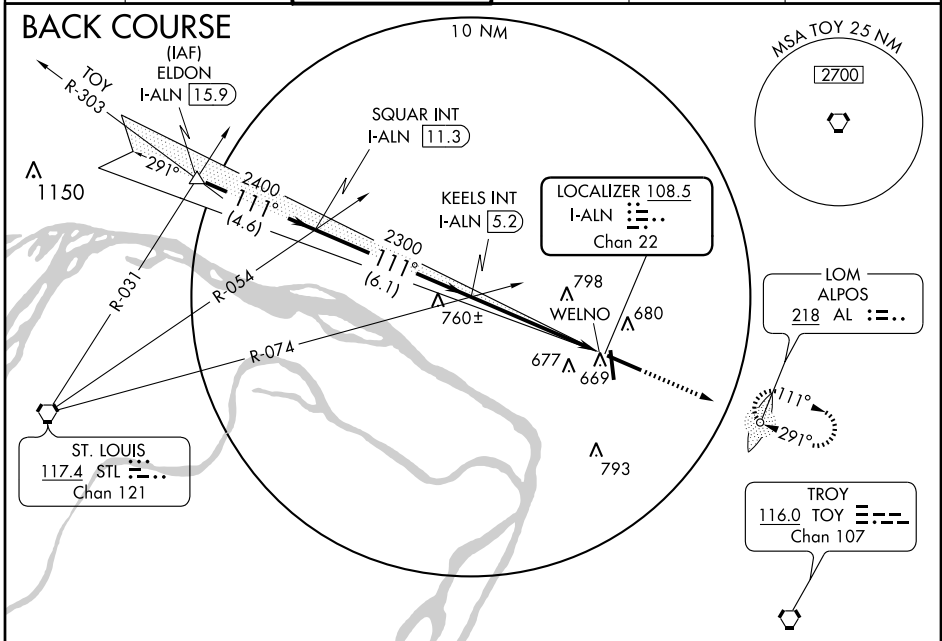 BACK COURSE
10 NM
MSA TOY 25 NM
2700
(IAF)
ELDON
I-ALN 15.9
TOY
R-303
SQUAR INT
I-ALN 11.3
291°
1150
2400
111°
(4.6)
KEELS INT
I-ALN 5.2
LOCALIZER 108.5
I-ALN
Chan 22
2300
111°
(6.1)
R-031
R-054
R-074
760±
798
WELNO
680
677
669
793
LOM
ALPOS
218 AL
111°
291°
ST. LOUIS
117.4 STL
Chan 121
TROY
116.0 TOY
Chan 107